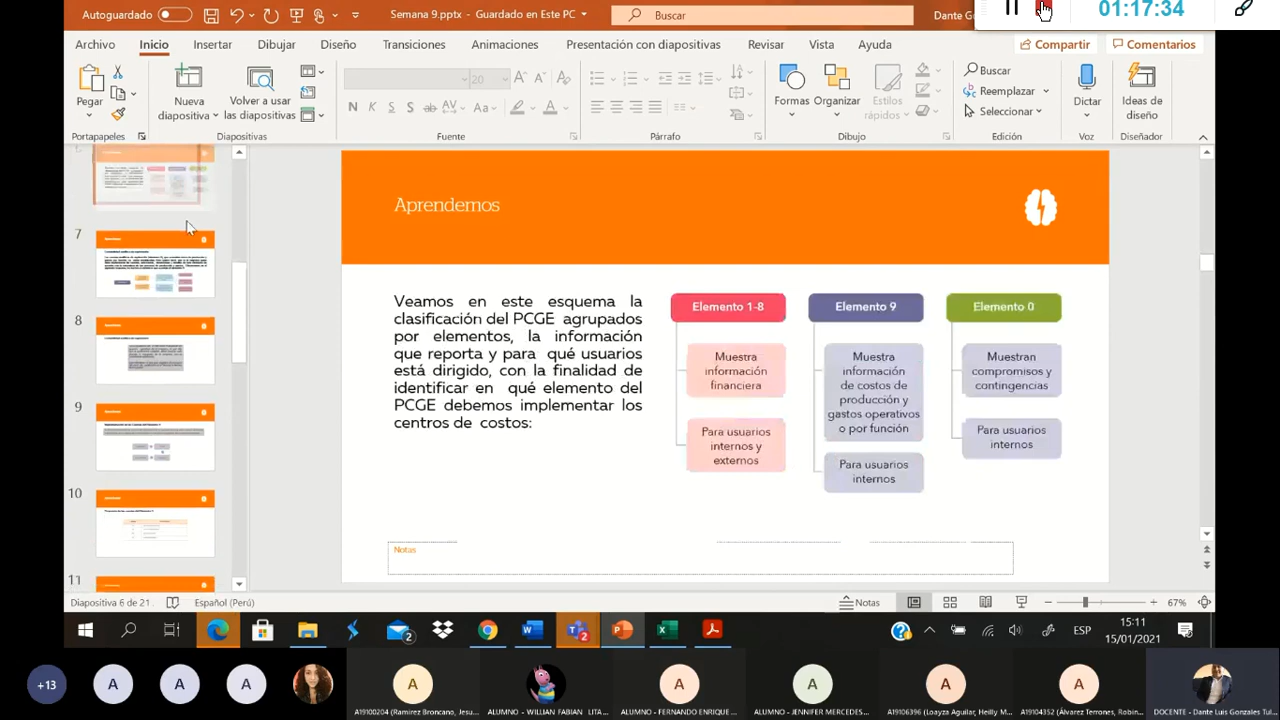 Autoguardado
Semana 9.pptx - Guardado en Este PC
Buscar
Dante G
01:17:34
Archivo Inicio Insertar Dibujar Diseño Transiciones Animaciones Presentación con diapositivas Revisar Vista Ayuda
Compartir Comentarios
Pegar
Nueva diapositiva
Volver a usar las diapositivas
20
N K S S ab AV Aa A
Formas Organizar Estilos rápidos
Buscar
Reemplazar
Seleccionar
Dictar
Ideas de diseño
Portapapeles Diapositivas Fuente Párrafo Dibujo Edición Voz Diseñador
7
8
9
10
11
Aprendemos
Veamos en este esquema la
clasificación del PCGE agrupados
por elementos, la información
que reporta y para qué usuarios
está dirigido, con la finalidad de
identificar en qué elemento del
PCGE debemos implementar los
centros de costos:
Elemento 1-8
Muestra
información
financiera
Para usuarios
internos y
externos
Elemento 9
Muestra
información
de costos de
producción y
gastos operativos
o por función
Para usuarios
internos
Elemento 0
Muestran
compromisos y
contingencias
Para usuarios
internos
Notas
Diapositiva 6 de 21 Español (Perú) Notas 67%
ESP
15:11
15/01/2021
+13 A A A A A A A A
A19100204 (Ramirez Broncano, Jesu...
ALUMNO - WILLIAN FABIAN LITA
ALUMNO - FERNANDO ENRIQUE
ALUMNO - JENNIFER MERCEDES...
A19106396 (Loayza Aguilar, Heilly M...
A19104352 (Álvarez Terrones, Robin...
DOCENTE - Dante Luis Gonzales Tul...